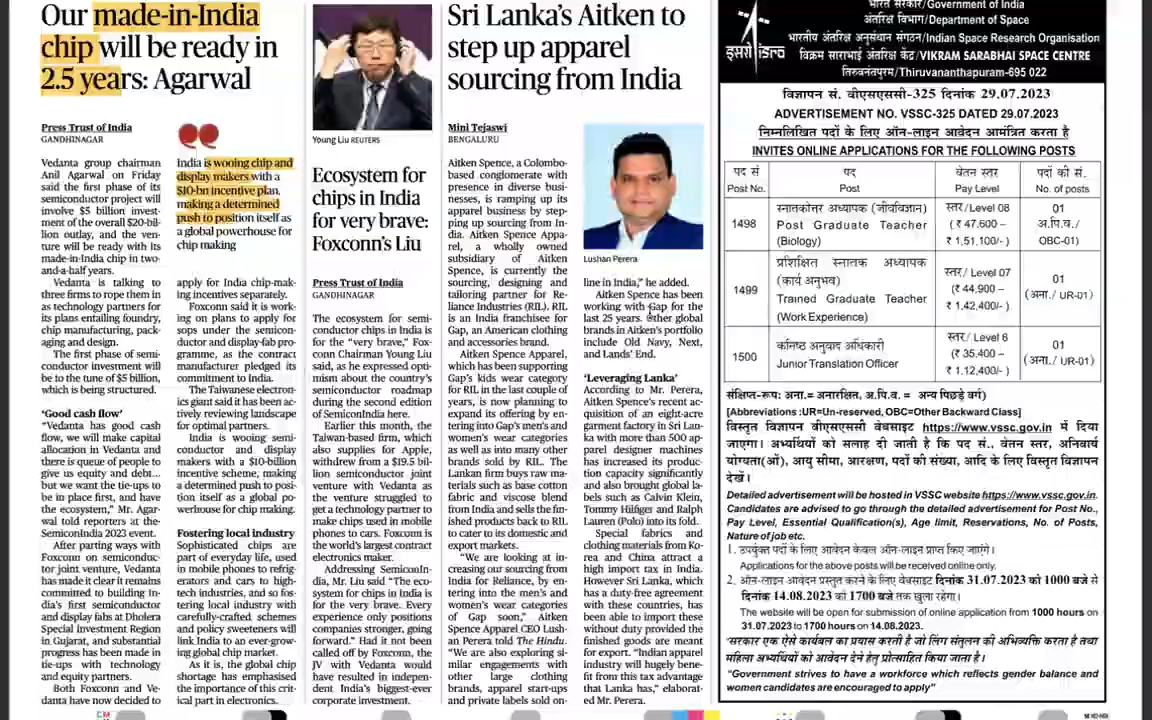 Our made-in-India
chip will be ready in
2.5 years: Agarwal
Press Trust of India
GANDHINAGAR
Vedanta group chairman
Anil Agarwal on Friday
said the first phase of its
semiconductor project will
involve $5 billion invest-
ment of the overall $20-bil-
lion outlay, and the ven-
ture will be ready with its
made-in-India chip in two-
and-a-half years.
Vedanta is talking to
three firms to rope them in
as technology partners for
its plans entailing foundry,
chip manufacturing, pack-
aging and design.
The first phase of semi-
conductor investment will
be to the tune of $5 billion,
which is being structured.
‘Good cash flow’
“Vedanta has good cash
flow, we will make capital
allocation in Vedanta and
there is queue of people to
give us equity and debt...
but we want the tie-ups to
be in place first, and have
the ecosystem,” Mr. Agar-
wal told reporters at the
SemiconIndia 2023 event.
After parting ways with
Foxconn on semiconduc-
tor joint venture, Vedanta
has made it clear it remains
committed to building In-
dia’s first semiconductor
and display fabs at Dholera
Special Investment Region
in Gujarat, and substantial
progress has been made in
tie-ups with technology
and equity partners.
Both Foxconn and Ve-
danta have now decided to
India is wooing chip and
display makers with a
$10-bn incentive plan,
making a determined
push to position itself as
a global powerhouse for
chip making
apply for India chip-mak-
ing incentives separately.
Foxconn said it is work-
ing on plans to apply for
sops under the semicon-
ductor and display-fab pro-
gramme, as the contract
manufacturer pledged its
commitment to India.
The Taiwanese electron-
ics giant said it has been ac-
tively reviewing landscape
for optimal partners.
India is wooing semi-
conductor and display
makers with a $10-billion
incentive scheme, making
a determined push to posi-
tion itself as a global po-
werhouse for chip making.
Fostering local industry
Sophisticated chips are
part of everyday life, used
in mobile phones to refrig-
erators and cars to high-
tech industries, and so fos-
tering local industry with
carefully-crafted schemes
and policy sweeteners will
link India to an ever-grow-
ing global chip market.
As it is, the global chip
shortage has emphasised
the importance of this crit-
ical part in electronics.
Young Liu REUTERS
Ecosystem for
chips in India
for very brave:
Foxconn’s Liu
Press Trust of India
GANDHINAGAR
The ecosystem for semi-
conductor chips in India is
for the “very brave,” Fox-
conn Chairman Young Liu
said, as he expressed opti-
mism about the country’s
semiconductor roadmap
during the second edition
of SemiconIndia here.
Earlier this month, the
Taiwan-based firm, which
also supplies for Apple,
withdrew from a $19.5 bil-
lion semiconductor joint
venture with Vedanta as
the venture struggled to
get a technology partner to
make chips used in mobile
phones to cars. Foxconn is
the world’s largest contract
electronics maker.
Addressing SemiconIn-
dia, Mr. Liu said “The eco-
system for chips in India is
for the very brave. Every
experience only positions
companies stronger, going
forward.” Had it not been
called off by Foxconn, the
JV with Vedanta would
have resulted in indepen-
dent India’s biggest-ever
corporate investment.
Sri Lanka’s Aitken to
step up apparel
sourcing from India
Mini Tejaswi
BENGALURU
Aitken Spence, a Colombo-
based conglomerate with
presence in diverse busi-
nesses, is ramping up its
apparel business by step-
ping up sourcing from In-
dia. Aitken Spence Appa-
rel, a wholly owned
subsidiary of Aitken
Spence, is currently the
sourcing, designing and
tailoring partner for Re-
liance Industries (RIL). RIL
is an India franchisee for
Gap, an American clothing
and accessories brand.
Aitken Spence Apparel,
which has been supporting
Gap’s kids wear category
for RIL in the last couple of
years, is now planning to
expand its offering by en-
tering into Gap’s men’s and
women’s wear categories
as well as into many other
brands sold by RIL. The
Lankan firm buys raw ma-
terials such as base cotton
fabric and viscose blend
from India and sells the fin-
ished products back to RIL
to cater to its domestic and
export markets.
“We are looking at in-
creasing our sourcing from
India for Reliance, by en-
tering into the men’s and
women’s wear categories
of Gap soon,” Aitken
Spence Apparel CEO Lush-
an Perera told The Hindu.
“We are also exploring si-
milar engagements with
other large clothing
brands, apparel start-ups
and private labels sold on-
Lushan Perera
line in India,” he added.
Aitken Spence has been
working with Gap for the
last 25 years. Other global
brands in Aitken’s portfolio
include Old Navy, Next,
and Lands’ End.
‘Leveraging Lanka’
According to Mr. Perera,
Aitken Spence’s recent ac-
quisition of an eight-acre
garment factory in Sri Lan-
ka with more than 500 ap-
parel designer machines
has increased its produc-
tion capacity significantly
and also brought global la-
bels such as Calvin Klein,
Tommy Hilfiger and Ralph
Lauren (Polo) into its fold.
Special fabrics and
clothing materials from Ko-
rea and China attract a
high import tax in India.
However Sri Lanka, which
has a duty-free agreement
with these countries, has
been able to import these
without duty provided the
finished goods are meant
for export. “Indian apparel
industry will hugely bene-
fit from this tax advantage
that Lanka has,” elaborat-
ed Mr. Perera.
भारत सरकार/Government of India
अंतरिक्ष विभाग/Department of Space
भारतीय अंतरिक्ष अनुसंधान संगठन/Indian Space Research Organisation
विक्रम साराभाई अंतरिक्ष केंद्र/VIKRAM SARABHAI SPACE CENTRE
तिरुवनंतपुरम/Thiruvananthapuram-695 022
इसरो isro
विज्ञापन सं. वीएसएससी-325 दिनांक 29.07.2023
ADVERTISEMENT NO. VSSC-325 DATED 29.07.2023
निम्नलिखित पदों के लिए ऑन-लाइन आवेदन आमंत्रित करता है
INVITES ONLINE APPLICATIONS FOR THE FOLLOWING POSTS
पद सं पद वेतन स्तर पदों की सं.
Post No. Post Pay Level No. of posts
1498 स्नातकोत्तर अध्यापक (जीवविज्ञान) स्तर/Level 08 01
Post Graduate Teacher (₹ 47,600 – अ.पि.व./
(Biology) ₹ 1,51,100/-) OBC-01)
1499 प्रशिक्षित स्नातक अध्यापक स्तर/ Level 07 01
(कार्य अनुभव) (₹ 44,900 – (अना./ UR-01)
Trained Graduate Teacher ₹ 1,42,400/-)
(Work Experience)
1500 कनिष्ठ अनुवाद अधिकारी स्तर/Level 6 01
Junior Translation Officer (₹ 35,400 – (अना./ UR-01)
₹ 1,12,400/-)
संक्षिप्त-रूप: अना.= अनारक्षित, अ.पि.व. = अन्य पिछड़े वर्ग)
[Abbreviations :UR=Un-reserved, OBC=Other Backward Class]
विस्तृत विज्ञापन वीएसएससी वेबसाइट https://www.vssc.gov.in में दिया
जाएगा। अभ्यर्थियों को सलाह दी जाती है कि पद सं., वेतन स्तर, अनिवार्य
योग्यता(ओं), आयु सीमा, आरक्षण, पदों की संख्या, आदि के लिए विस्तृत विज्ञापन
देखें।
Detailed advertisement will be hosted in VSSC website https://www.vssc.gov.in.
Candidates are advised to go through the detailed advertisement for Post No.,
Pay Level, Essential Qualification(s), Age limit, Reservations, No. of Posts,
Nature of job etc.
1. उपर्युक्त पदों के लिए आवेदन केवल ऑन-लाइन प्राप्त किए जाएंगे।
Applications for the above posts will be received online only.
2. ऑन-लाइन आवेदन प्रस्तुत करने के लिए वेबसाइट दिनांक 31.07.2023 को 1000 बजे से
दिनांक 14.08.2023 को 1700 बजे तक खुला रहेगा।
The website will be open for submission of online application from 1000 hours on
31.07.2023 to 1700 hours on 14.08.2023.
“सरकार एक ऐसे कार्यबल का प्रयास करती है जो लिंग संतुलन की अभिव्यक्ति करता है तथा
महिला अभ्यर्थियों को आवेदन देने हेतु प्रोत्साहित किया जाता है।
“Government strives to have a workforce which reflects gender balance and
women candidates are encouraged to apply”